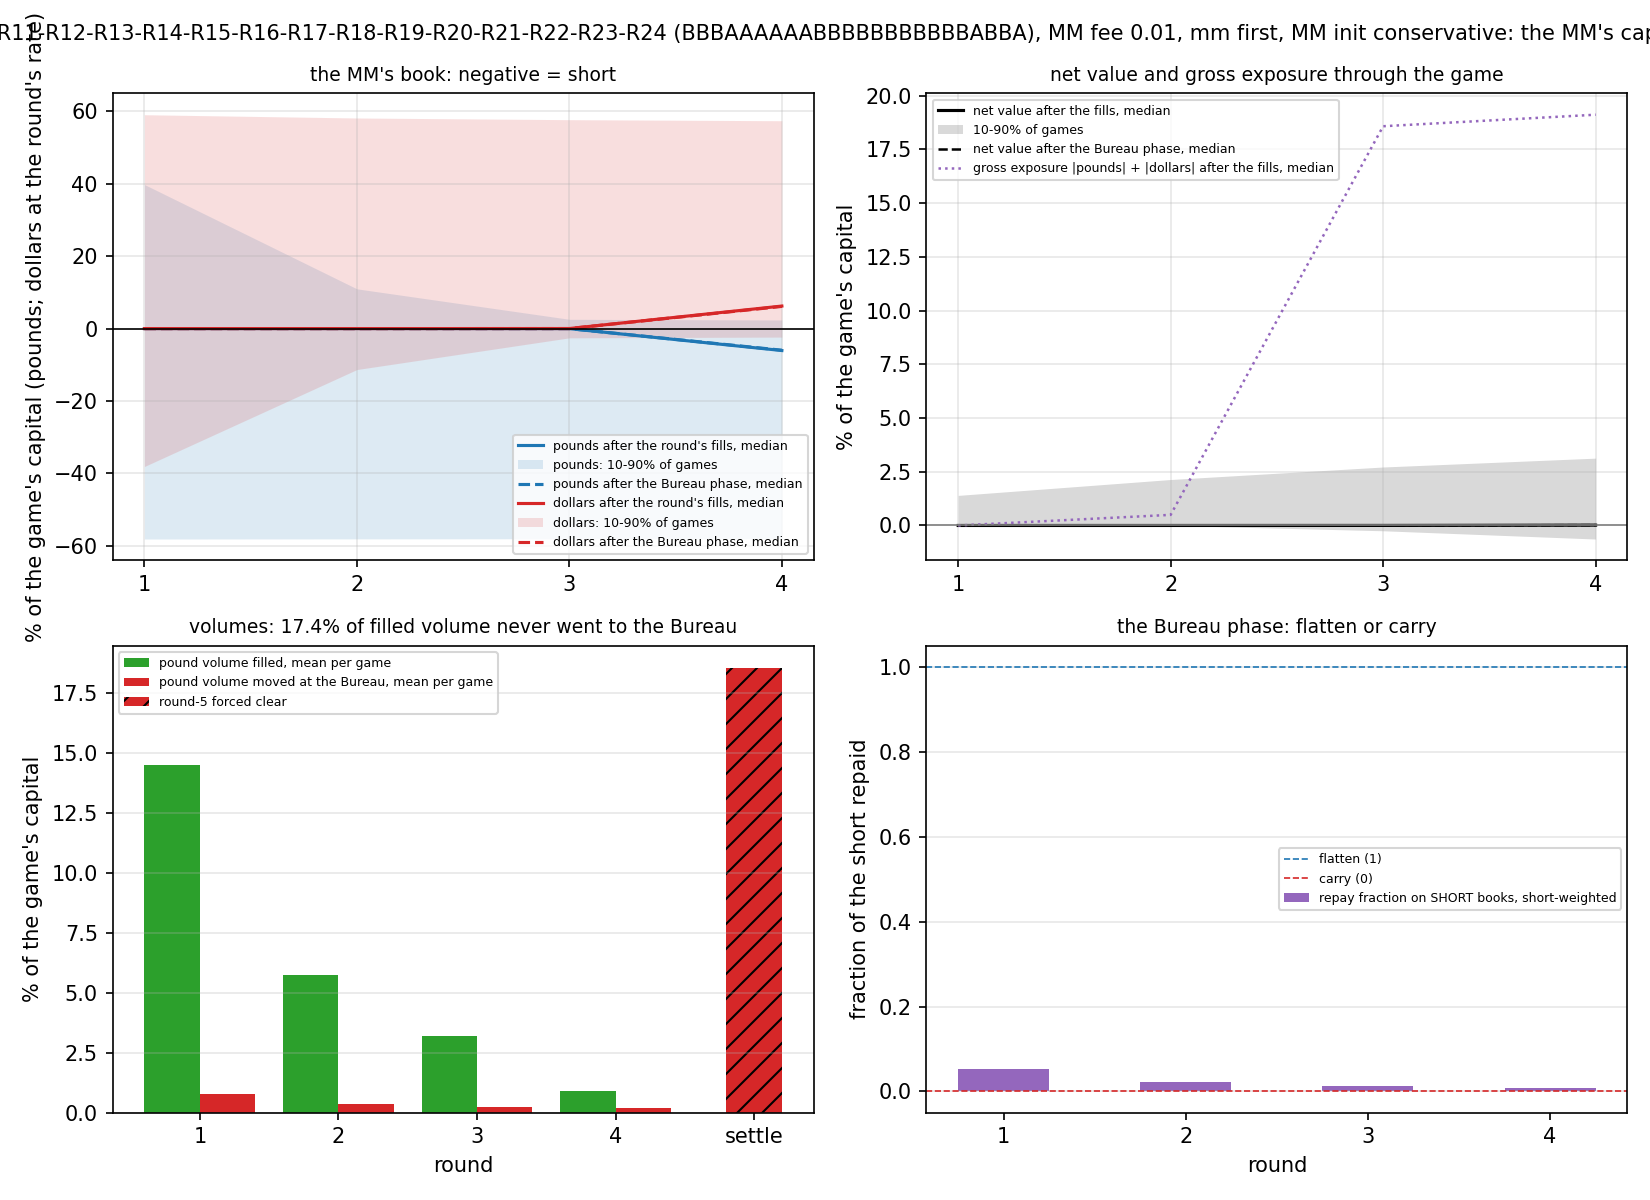 R11-R12-R13-R14-R15-R16-R17-R18-R19-R20-R21-R22-R23-R24 (BBBAAAAAABBBBBBBBBBBABBA), MM fee 0.01, mm first, MM init conservative: the MM's cap
the MM's book: negative = short
% of the game's capital (pounds; dollars at the round's rate)
60
40
20
0
−20
−40
−60
pounds after the round's fills, median
pounds: 10-90% of games
pounds after the Bureau phase, median
dollars after the round's fills, median
dollars: 10-90% of games
dollars after the Bureau phase, median
1
2
3
4
net value and gross exposure through the game
% of the game's capital
20.0
17.5
15.0
12.5
10.0
7.5
5.0
2.5
0.0
net value after the fills, median
10-90% of games
net value after the Bureau phase, median
gross exposure |pounds| + |dollars| after the fills, median
1
2
3
4
volumes: 17.4% of filled volume never went to the Bureau
% of the game's capital
17.5
15.0
12.5
10.0
7.5
5.0
2.5
0.0
pound volume filled, mean per game
pound volume moved at the Bureau, mean per game
round-5 forced clear
1
2
3
4
settle
round
the Bureau phase: flatten or carry
fraction of the short repaid
1.0
0.8
0.6
0.4
0.2
0.0
flatten (1)
carry (0)
repay fraction on SHORT books, short-weighted
1
2
3
4
round